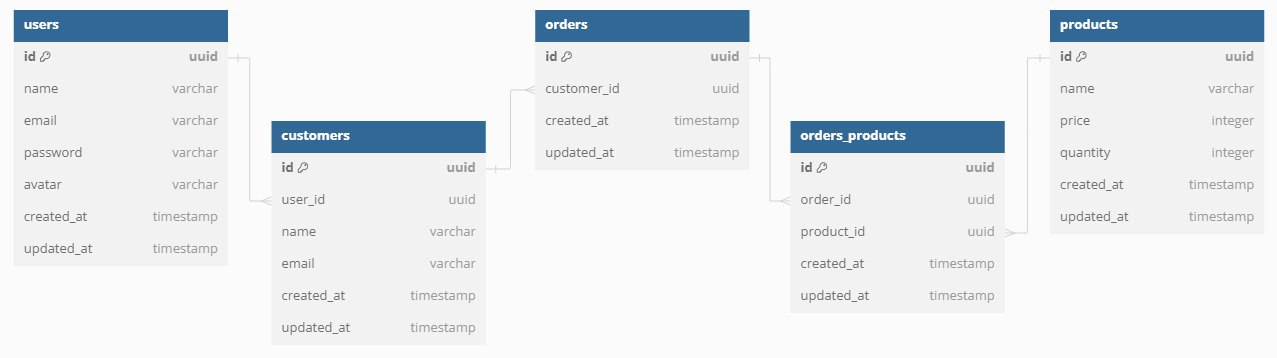 users
id uuid
name varchar
email varchar
password varchar
avatar varchar
created_at timestamp
updated_at timestamp
customers
id uuid
user_id uuid
name varchar
email varchar
created_at timestamp
updated_at timestamp
orders
id uuid
customer_id uuid
created_at timestamp
updated_at timestamp
orders_products
id uuid
order_id uuid
product_id uuid
created_at timestamp
updated_at timestamp
products
id uuid
name varchar
price integer
quantity integer
created_at timestamp
updated_at timestamp